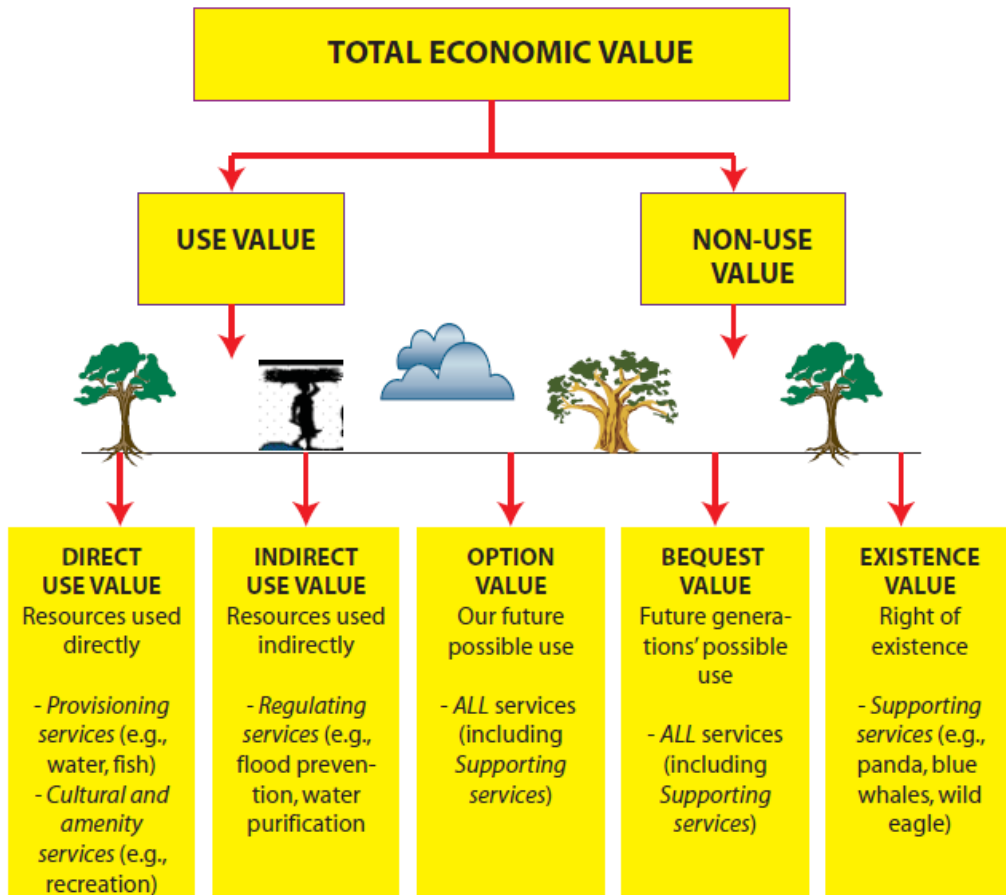 TOTAL ECONOMIC VALUE
USE VALUE
NON-USE
VALUE
DIRECT
USE VALUE
Resources used
directly
- Provisioning
services (e.g.,
water, fish)
- Cultural and
amenity
services (e.g.,
recreation)
INDIRECT
USE VALUE
Resources used
indirectly
- Regulating
services (e.g.,
flood preven-
tion, water
purification
OPTION
VALUE
Our future
possible use
- ALL services
(including
Supporting
services)
BEQUEST
VALUE
Future genera-
tions’ possible
use
- ALL services
(including
Supporting
services)
EXISTENCE
VALUE
Right of
existence
- Supporting
services (e.g.,
panda, blue
whales, wild
eagle)